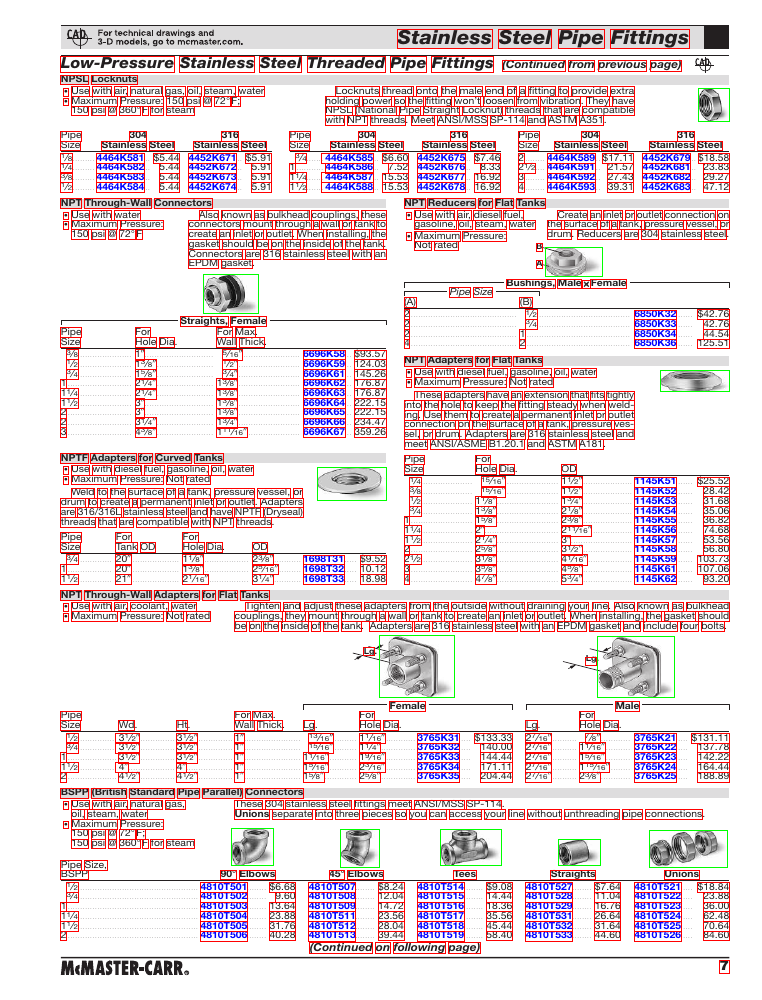 For technical drawings and
3-D models, go to mcmaster.com.
Stainless Steel Pipe Fittings
Low-Pressure Stainless Steel Threaded Pipe Fittings (Continued from previous page)
NPSL Locknuts
• Use with air, natural gas, oil, steam, water
• Maximum Pressure: 150 psi @ 72°F;
150 psi @ 360°F for steam
Locknuts thread onto the male end of a fitting to provide extra
holding power so the fitting won't loosen from vibration. They have
NPSL (National Pipe Straight Locknut) threads that are compatible
with NPT threads. Meet ANSI/MSS SP-114 and ASTM A351.
Pipe Size 304 Stainless Steel 316 Stainless Steel 304 Stainless Steel 316 Stainless Steel Pipe Size 304 Stainless Steel 316 Stainless Steel
1/8 4464K581 $5.44 4452K671 $5.91 3/4 4464K585 $6.60 4452K675 $7.46 2 4464K589 $17.11 4452K679 $18.58
1/4 4464K582 5.44 4452K672 5.91 1 4464K586 7.52 4452K676 8.33 2 1/2 4464K591 21.57 4452K681 23.83
3/8 4464K583 5.44 4452K673 5.91 1 1/4 4464K587 15.53 4452K677 16.92 3 4464K592 27.43 4452K682 29.27
1/2 4464K584 5.44 4452K674 5.91 1 1/2 4464K588 15.53 4452K678 16.92 4 4464K593 39.31 4452K683 47.12
NPT Through-Wall Connectors
• Use with water
• Maximum Pressure:
150 psi @ 72°F
Also known as bulkhead couplings, these
connectors mount through a wall or tank to
create an inlet or outlet. When installing, the
gasket should be on the inside of the tank.
Connectors are 316 stainless steel with an
EPDM gasket.
Straights, Female
Pipe Size For Hole Dia. For Max. Wall Thick.
3/8 1" 5/16" 6696K58 $93.57
1/2 1 3/8" 1/2" 6696K59 124.03
3/4 1 5/8" 3/4" 6696K61 145.26
1 2 1/4" 1 3/8" 6696K62 176.87
1 1/4 2 1/4" 1 3/8" 6696K63 176.87
1 1/2 3" 1 3/8" 6696K64 222.15
2 3" 1 3/8" 6696K65 222.15
2 3 1/4" 1 3/8" 6696K66 234.47
3 4 3/8" 1 11/16" 6696K67 359.26
NPT Reducers for Flat Tanks
• Use with air, diesel fuel,
gasoline, oil, steam, water
• Maximum Pressure:
Not rated
Create an inlet or outlet connection on
the surface of a tank, pressure vessel, or
drum. Reducers are 304 stainless steel.
B
A
Bushings, Male x Female
Pipe Size
(A) (B)
2 1/2 6850K32 $42.76
2 3/4 6850K33 42.76
2 1 6850K34 44.54
4 2 6850K36 125.51
NPT Adapters for Flat Tanks
• Use with diesel fuel, gasoline, oil, water
• Maximum Pressure: Not rated
These adapters have an extension that fits tightly
into the hole to keep the fitting steady when weld-
ing. Use them to create a permanent inlet or outlet
connection on the surface of a tank, pressure ves-
sel, or drum. Adapters are 316 stainless steel and
meet ANSI/ASME B1.20.1 and ASTM A181.
Pipe Size For Hole Dia. OD
1/4 15/16" 1 1/2" 1145K51 $25.52
3/8 15/16" 1 1/2" 1145K52 28.42
1/2 1 1/8" 1 3/4" 1145K53 31.68
3/4 1 3/8" 2" 1145K54 35.06
1 1 5/8" 2 3/8" 1145K55 36.82
1 1/4 2" 2 11/16" 1145K56 74.68
1 1/2 2 1/4" 3" 1145K57 53.56
2 2 5/8" 3 1/2" 1145K58 56.80
2 1/2 3 1/8" 4 1/16" 1145K59 103.73
3 3 3/8" 4 5/8" 1145K61 107.06
4 4 7/8" 5 3/4" 1145K62 93.20
NPTF Adapters for Curved Tanks
• Use with diesel fuel, gasoline, oil, water
• Maximum Pressure: Not rated
Weld to the surface of a tank, pressure vessel, or
drum to create a permanent inlet or outlet. Adapters
are 316/316L stainless steel and have NPTF (Dryseal)
threads that are compatible with NPT threads.
Pipe Size For Tank OD For Hole Dia. OD
3/4 20" 1 1/8" 2 3/8" 1698T31 $9.52
1 20" 1 3/8" 2 9/16" 1698T32 10.12
1 1/2 21" 2 1/16" 3 1/4" 1698T33 18.98
NPT Through-Wall Adapters for Flat Tanks
• Use with air, coolant, water
• Maximum Pressure: Not rated
Tighten and adjust these adapters from the outside without draining your line. Also known as bulkhead
couplings, they mount through a wall or tank to create an inlet or outlet. When installing, the gasket should
be on the inside of the tank. Adapters are 316 stainless steel with an EPDM gasket and include four bolts.
Lg. Lg.
Female Male
Pipe Size Wd. Ht. For Max. Wall Thick. Lg. For Hole Dia. Lg. For Hole Dia.
1/2 3 1/2" 3 1/2" 1" 13/16" 1 1/16" 3765K31 $133.33 2 7/16" 7/8" 3765K21 $131.11
3/4 3 1/2" 3 1/2" 1" 15/16" 1 1/4" 3765K32 140.00 2 7/16" 1 1/16" 3765K22 137.78
1 3 1/2" 3 1/2" 1" 1 1/16" 1 5/8" 3765K33 144.44 2 7/16" 1 5/16" 3765K23 142.22
1 1/2 4" 4" 1" 1 5/16" 2 3/16" 3765K34 171.11 2 7/16" 1 15/16" 3765K24 164.44
2 4 1/2" 4 1/2" 1" 1 5/8" 2 5/8" 3765K35 204.44 2 7/16" 2 3/8" 3765K25 188.89
BSPP (British Standard Pipe Parallel) Connectors
• Use with air, natural gas,
oil, steam, water
• Maximum Pressure:
150 psi @ 72°F;
150 psi @ 360°F for steam
These 304 stainless steel fittings meet ANSI/MSS SP-114.
Unions separate into three pieces so you can access your line without unthreading pipe connections.
Pipe Size, BSPP 90° Elbows 45° Elbows Tees Straights Unions
1/2 4810T501 $6.68 4810T507 $8.24 4810T514 $9.08 4810T527 $7.64 4810T521 $18.84
3/4 4810T502 9.60 4810T508 12.04 4810T515 14.44 4810T528 11.04 4810T522 23.88
1 4810T503 13.64 4810T509 14.72 4810T516 18.36 4810T529 16.76 4810T523 36.00
1 1/4 4810T504 23.88 4810T511 23.56 4810T517 35.56 4810T531 26.64 4810T524 62.48
1 1/2 4810T505 31.76 4810T512 28.04 4810T518 45.44 4810T532 31.64 4810T525 70.64
2 4810T506 40.28 4810T513 39.44 4810T519 58.40 4810T533 44.60 4810T526 84.60
(Continued on following page)
McMASTER-CARR®
7